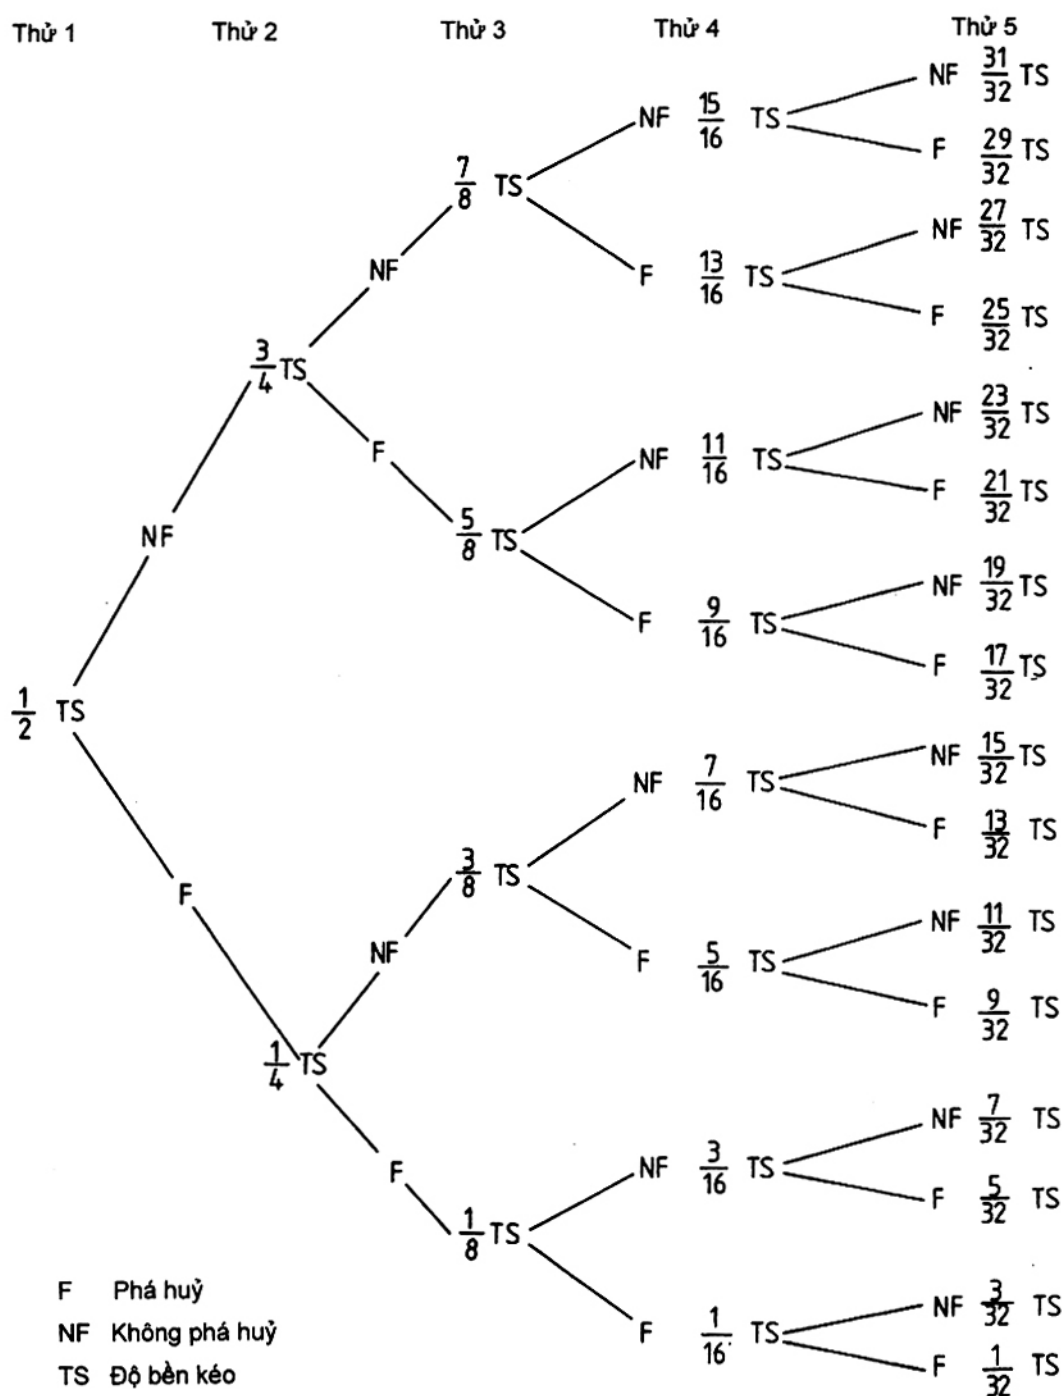 Thử 1 Thử 2 Thử 3 Thử 4 Thử 5
NF 31/32 TS
NF 15/16 TS
F 29/32 TS
7/8 TS
NF 27/32 TS
NF
F 13/16 TS
F 25/32 TS
3/4 TS
NF 23/32 TS
F
NF 11/16 TS
F 21/32 TS
NF
5/8 TS
NF 19/32 TS
F 9/16 TS
F 17/32 TS
1/2 TS
NF 15/32 TS
NF 7/16 TS
F 13/32 TS
3/8 TS
F
NF 11/32 TS
NF
F 5/16 TS
F 9/32 TS
1/4 TS
NF 7/32 TS
F
NF 3/16 TS
F 5/32 TS
1/8 TS
NF 3/32 TS
F 1/16 TS
F 1/32 TS
F Phá huỷ
NF Không phá huỷ
TS Độ bền kéo